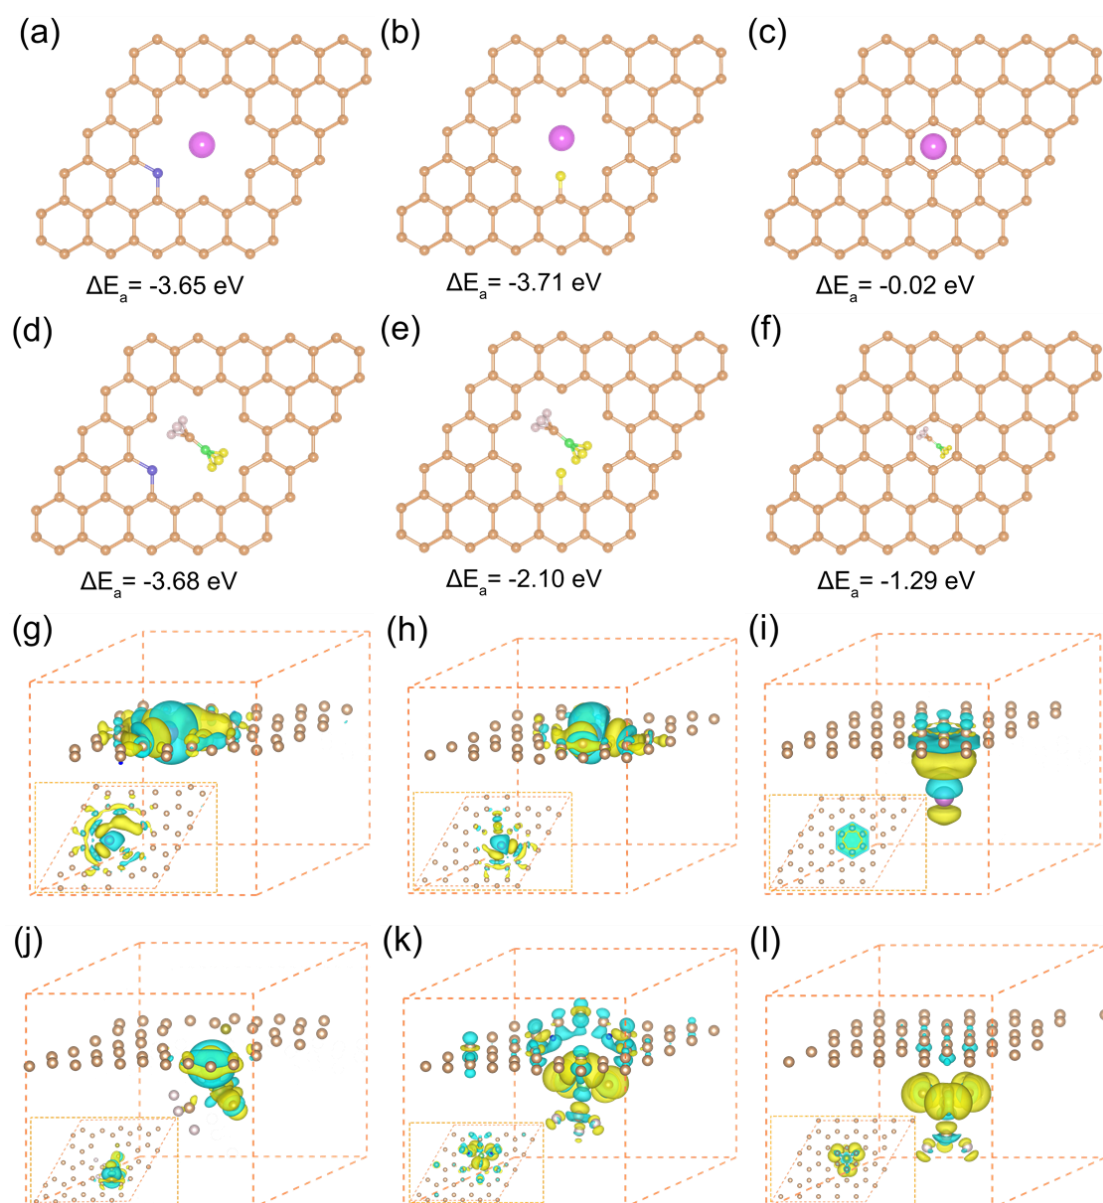 (a) (b) (c)
ΔEa= -3.65 eV ΔEa= -3.71 eV ΔEa= -0.02 eV
(d) (e) (f)
ΔEa= -3.68 eV ΔEa= -2.10 eV ΔEa= -1.29 eV
(g) (h) (i)
(j) (k) (l)